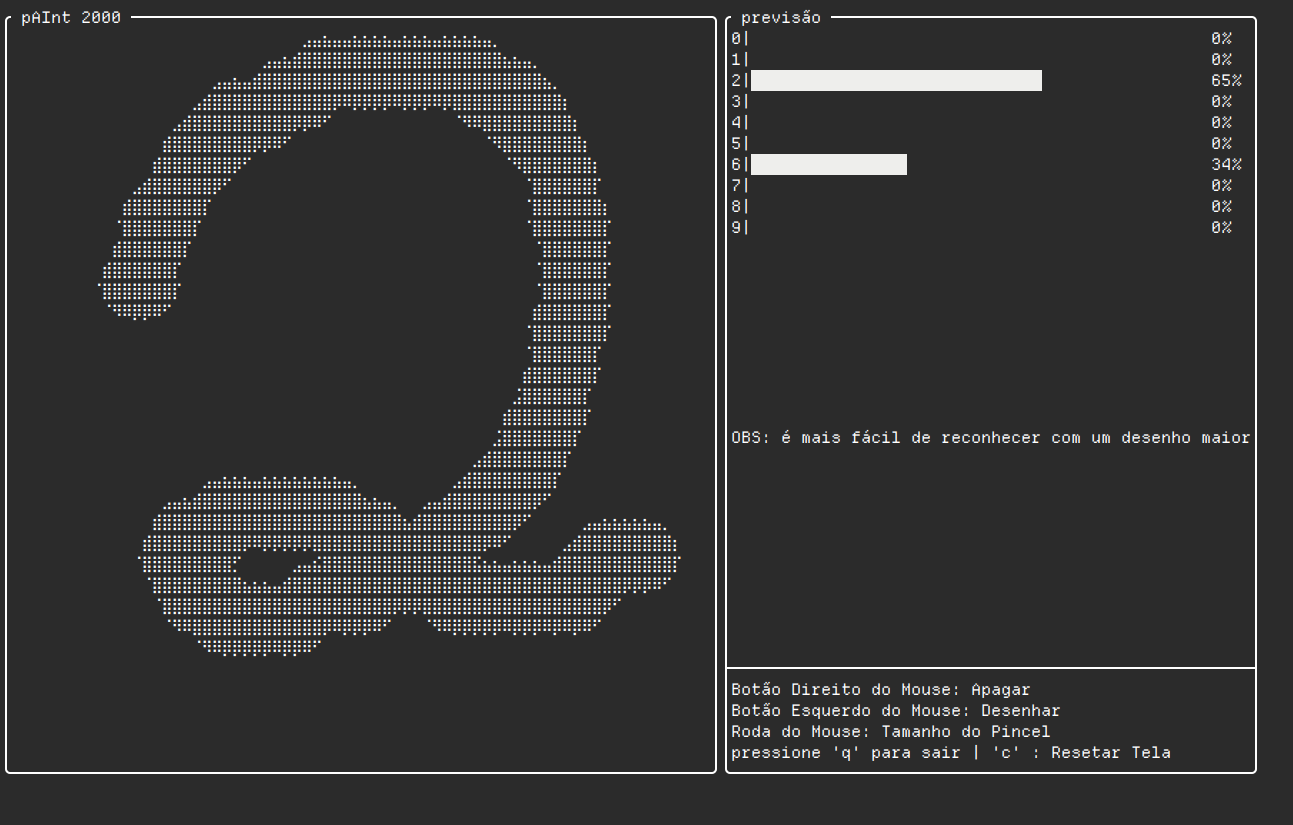 pAInt 2000
previsão
0| 0%
1| 0%
2| 65%
3| 0%
4| 0%
5| 0%
6| 34%
7| 0%
8| 0%
9| 0%
OBS: é mais fácil de reconhecer com um desenho maior
Botão Direito do Mouse: Apagar
Botão Esquerdo do Mouse: Desenhar
Roda do Mouse: Tamanho do Pincel
pressione 'q' para sair | 'c' : Resetar Tela